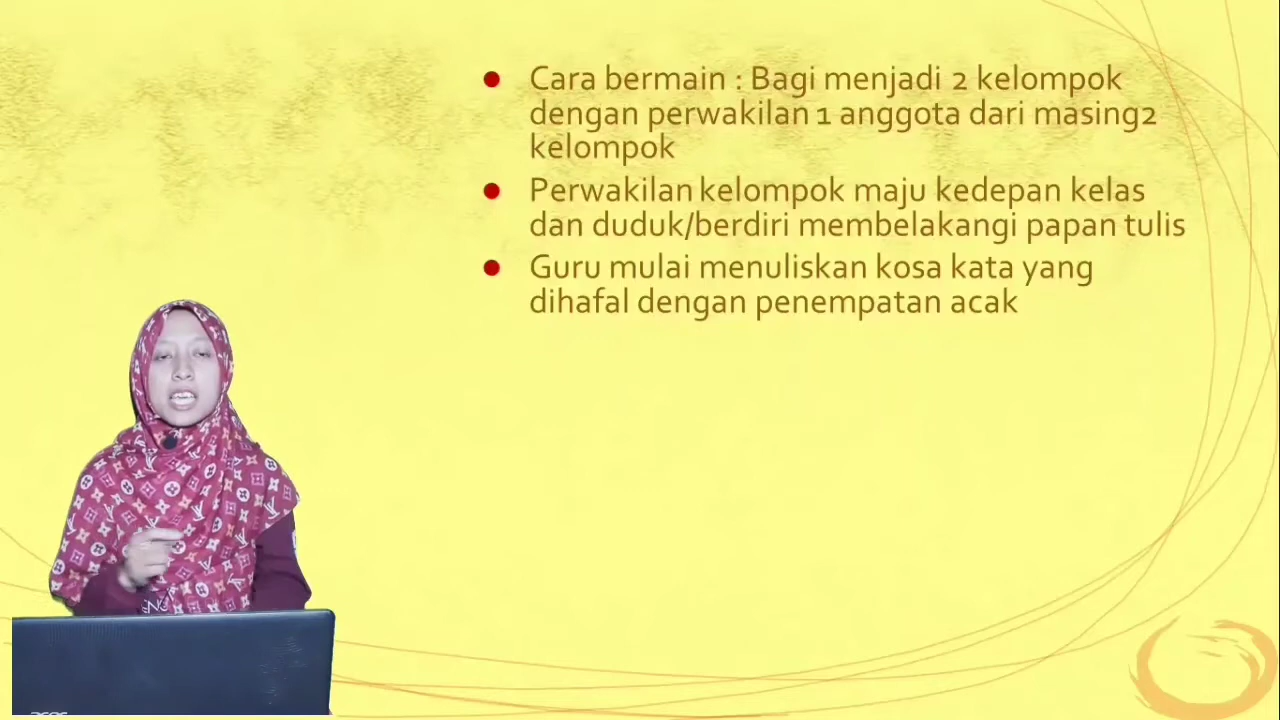 Cara bermain : Bagi menjadi 2 kelompok
dengan perwakilan 1 anggota dari masing2
kelompok
Perwakilan kelompok maju kedepan kelas
dan duduk/berdiri membelakangi papan tulis
Guru mulai menuliskan kosa kata yang
dihafal dengan penempatan acak
acer